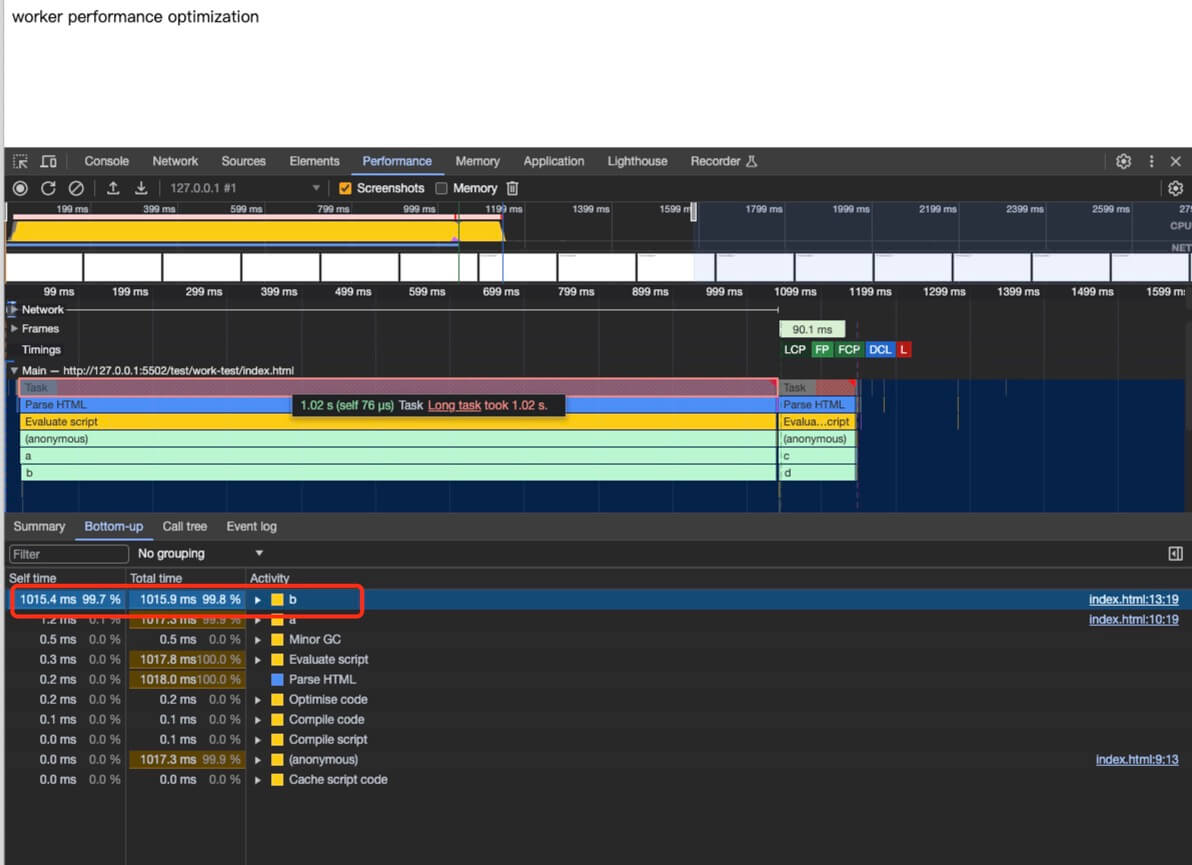 worker performance optimization
Console Network Sources Elements Performance Memory Application Lighthouse Recorder
127.0.0.1 #1 Screenshots Memory
199 ms 399 ms 599 ms 799 ms 999 ms 1199 ms 1399 ms 1599 m 1799 ms 1999 ms 2199 ms 2399 ms 2599 ms 279
CPU
NET
99 ms 199 ms 299 ms 399 ms 499 ms 599 ms 699 ms 799 ms 899 ms 999 ms 1099 ms 1199 ms 1299 ms 1399 ms 1499 ms 1599 ms
Network
Frames 90.1 ms
Timings LCP FP FCP DCL L
Main — http://127.0.0.1:5502/test/work-test/index.html
Task Task
Parse HTML 1.02 s (self 76 μs) Task Long task took 1.02 s. Parse HTML
Evaluate script Evalua...cript
(anonymous) (anonymous)
a c
b d
Summary Bottom-up Call tree Event log
Filter No grouping
Self time Total time Activity
1015.4 ms 99.7 % 1015.9 ms 99.8 % b index.html:13:19
1.2 ms 0.1 % 1017.3 ms 99.9 % a index.html:10:19
0.5 ms 0.0 % 0.5 ms 0.0 % Minor GC
0.3 ms 0.0 % 1017.8 ms 100.0 % Evaluate script
0.2 ms 0.0 % 1018.0 ms 100.0 % Parse HTML
0.2 ms 0.0 % 0.2 ms 0.0 % Optimise code
0.1 ms 0.0 % 0.1 ms 0.0 % Compile code
0.0 ms 0.0 % 0.1 ms 0.0 % Compile script
0.0 ms 0.0 % 1017.3 ms 99.9 % (anonymous) index.html:9:13
0.0 ms 0.0 % 0.0 ms 0.0 % Cache script code